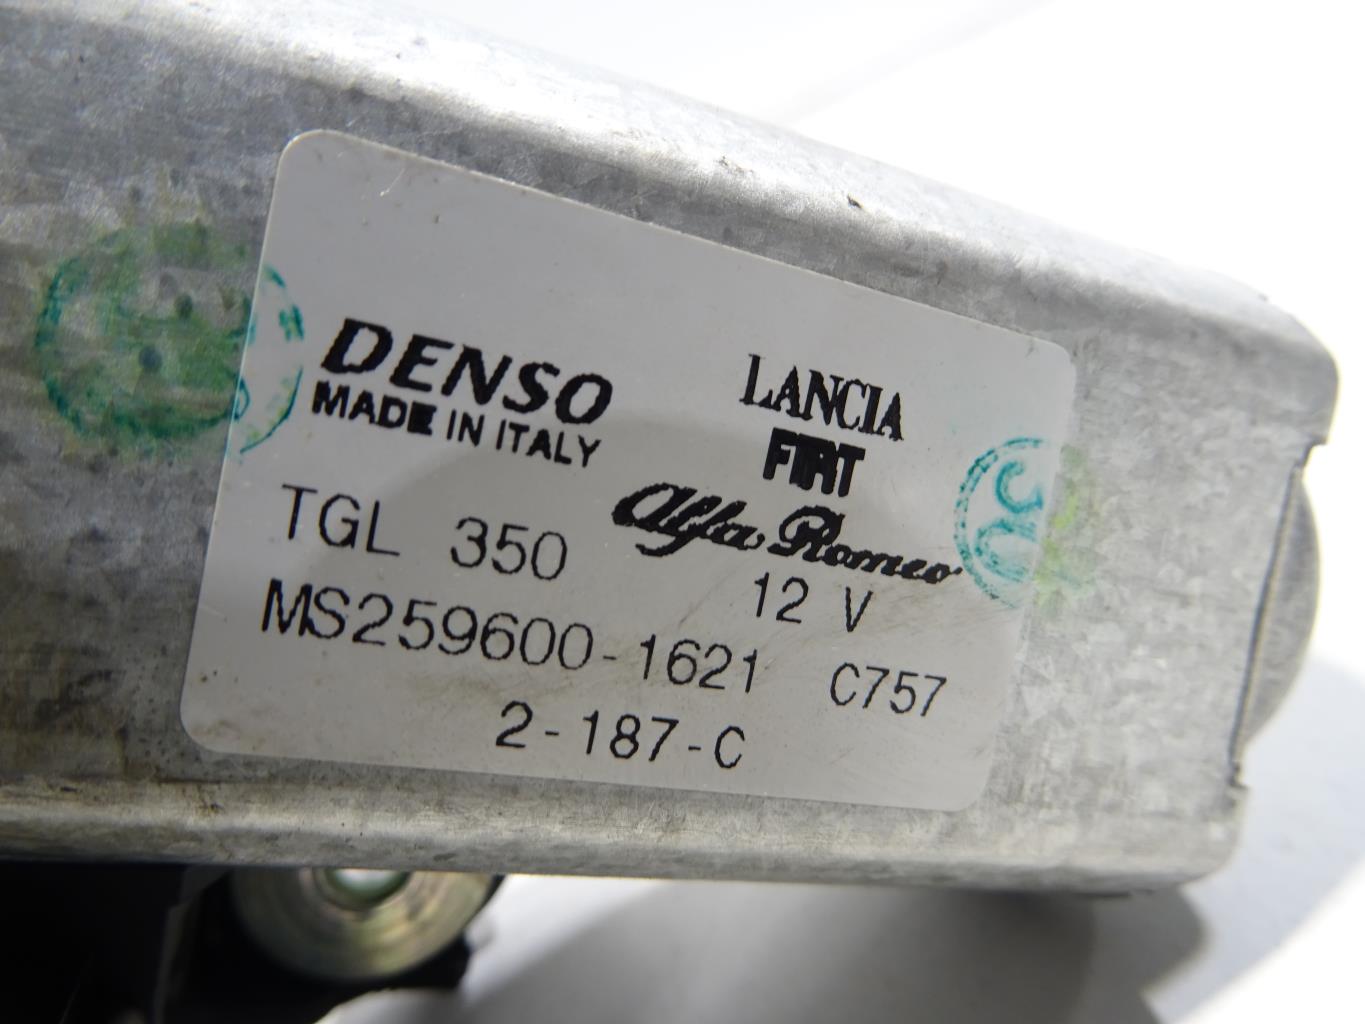 DENSO
MADE IN ITALY
LANCIA
FIAT
Alfa Romeo
TGL 350
12 V
MS259600-1621 C757
2-187-C